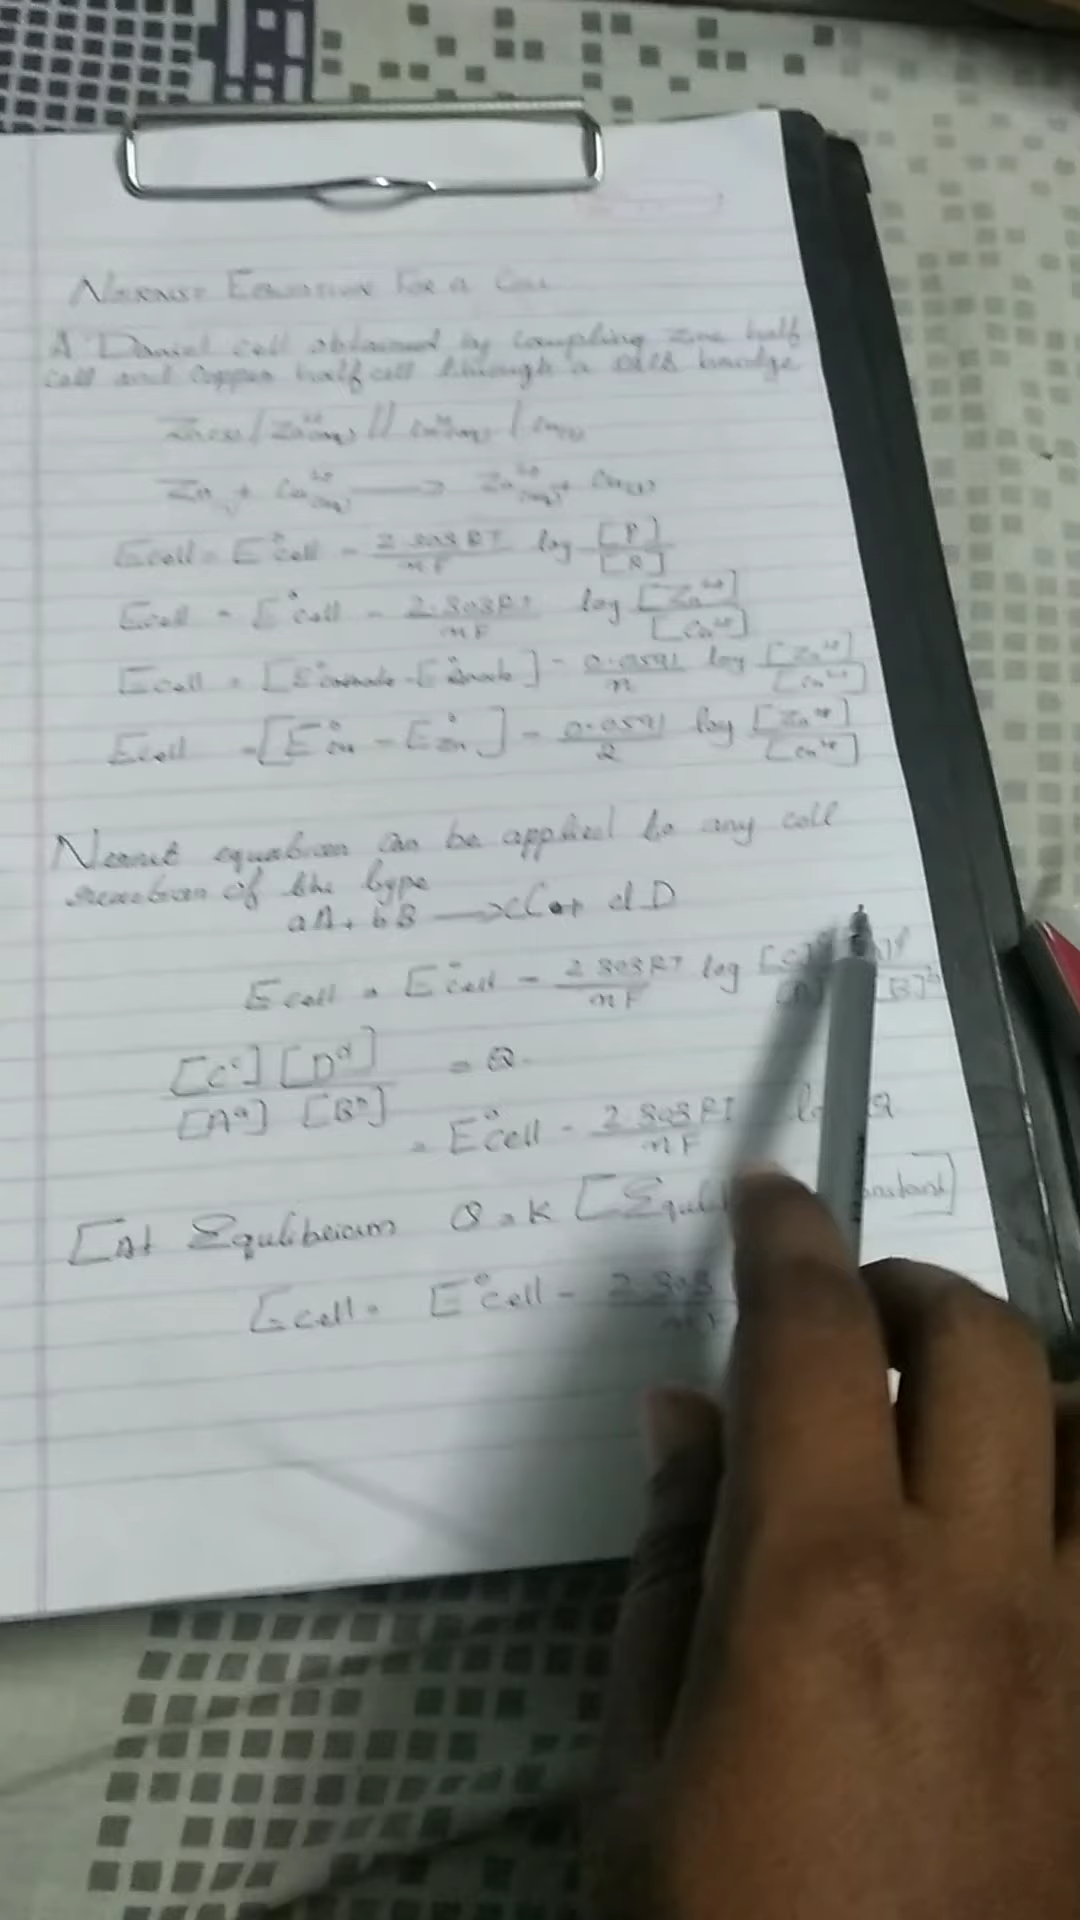 Nernst Equation For a Cell
A Daniel cell obtained by coupling zinc half
cell and Copper half cell through a salt bridge
Zn(s) / Zn²⁺(aq) // Cu²⁺(aq) / Cu(s)
Zn + Cu²⁺(aq) ⟶ Zn²⁺(aq) + Cu(s)
Ecell = E°cell - 2.303RT/nF log [P]/[R]
Ecell = E°cell - 2.303RT/nF log [Zn²⁺]/[Cu²⁺]
Ecell = [E°cathode - E°Anode] - 0.0591/n log [Zn²⁺]/[Cu²⁺]
Ecell = [E°Cu - E°Zn] - 0.0591/2 log [Zn²⁺]/[Cu²⁺]
Nernst equation can be applied to any cell
reaction of the type
aA + bB ⟶ cC + dD
Ecell = E°cell - 2.303RT/nF log [C] [B]ᵇ
[Cᶜ] [Dᵈ] / [Aᵃ] [Bᵇ] = Q
= E°cell - 2.303RT/nF Q
[At Equlibrium Q = K [
Ecell = E°cell - 2.303